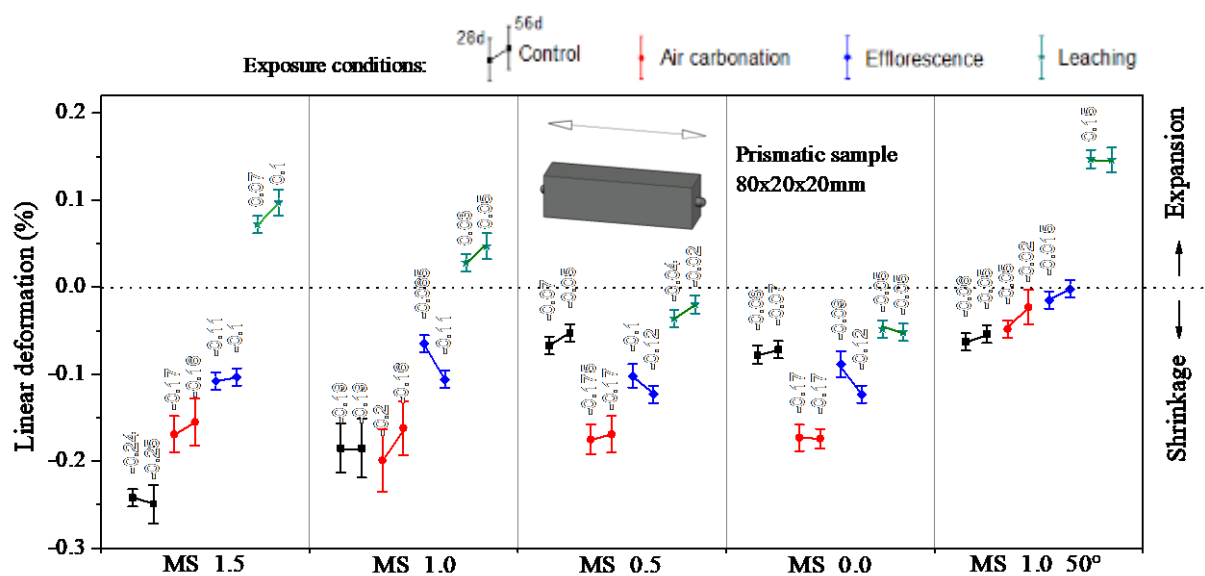 28d
56d
Exposure conditions:
Control
Air carbonation
Efflorescence
Leaching
Linear deformation (%)
0.2
0.1
0.0
-0.1
-0.2
-0.3
-0.24
-0.25
-0.17
-0.16
-0.11
-0.1
0.07
0.1
-0.19
-0.19
-0.2
-0.16
-0.065
-0.11
0.03
0.05
Prismatic sample
80x20x20mm
-0.07
-0.05
-0.175
-0.17
-0.1
-0.12
-0.04
-0.02
-0.08
-0.07
-0.17
-0.17
-0.09
-0.12
-0.05
-0.05
-0.06
-0.05
-0.05
-0.02
-0.015
0.15
Expansion
Shrinkage
MS 1.5
MS 1.0
MS 0.5
MS 0.0
MS 1.0 50°